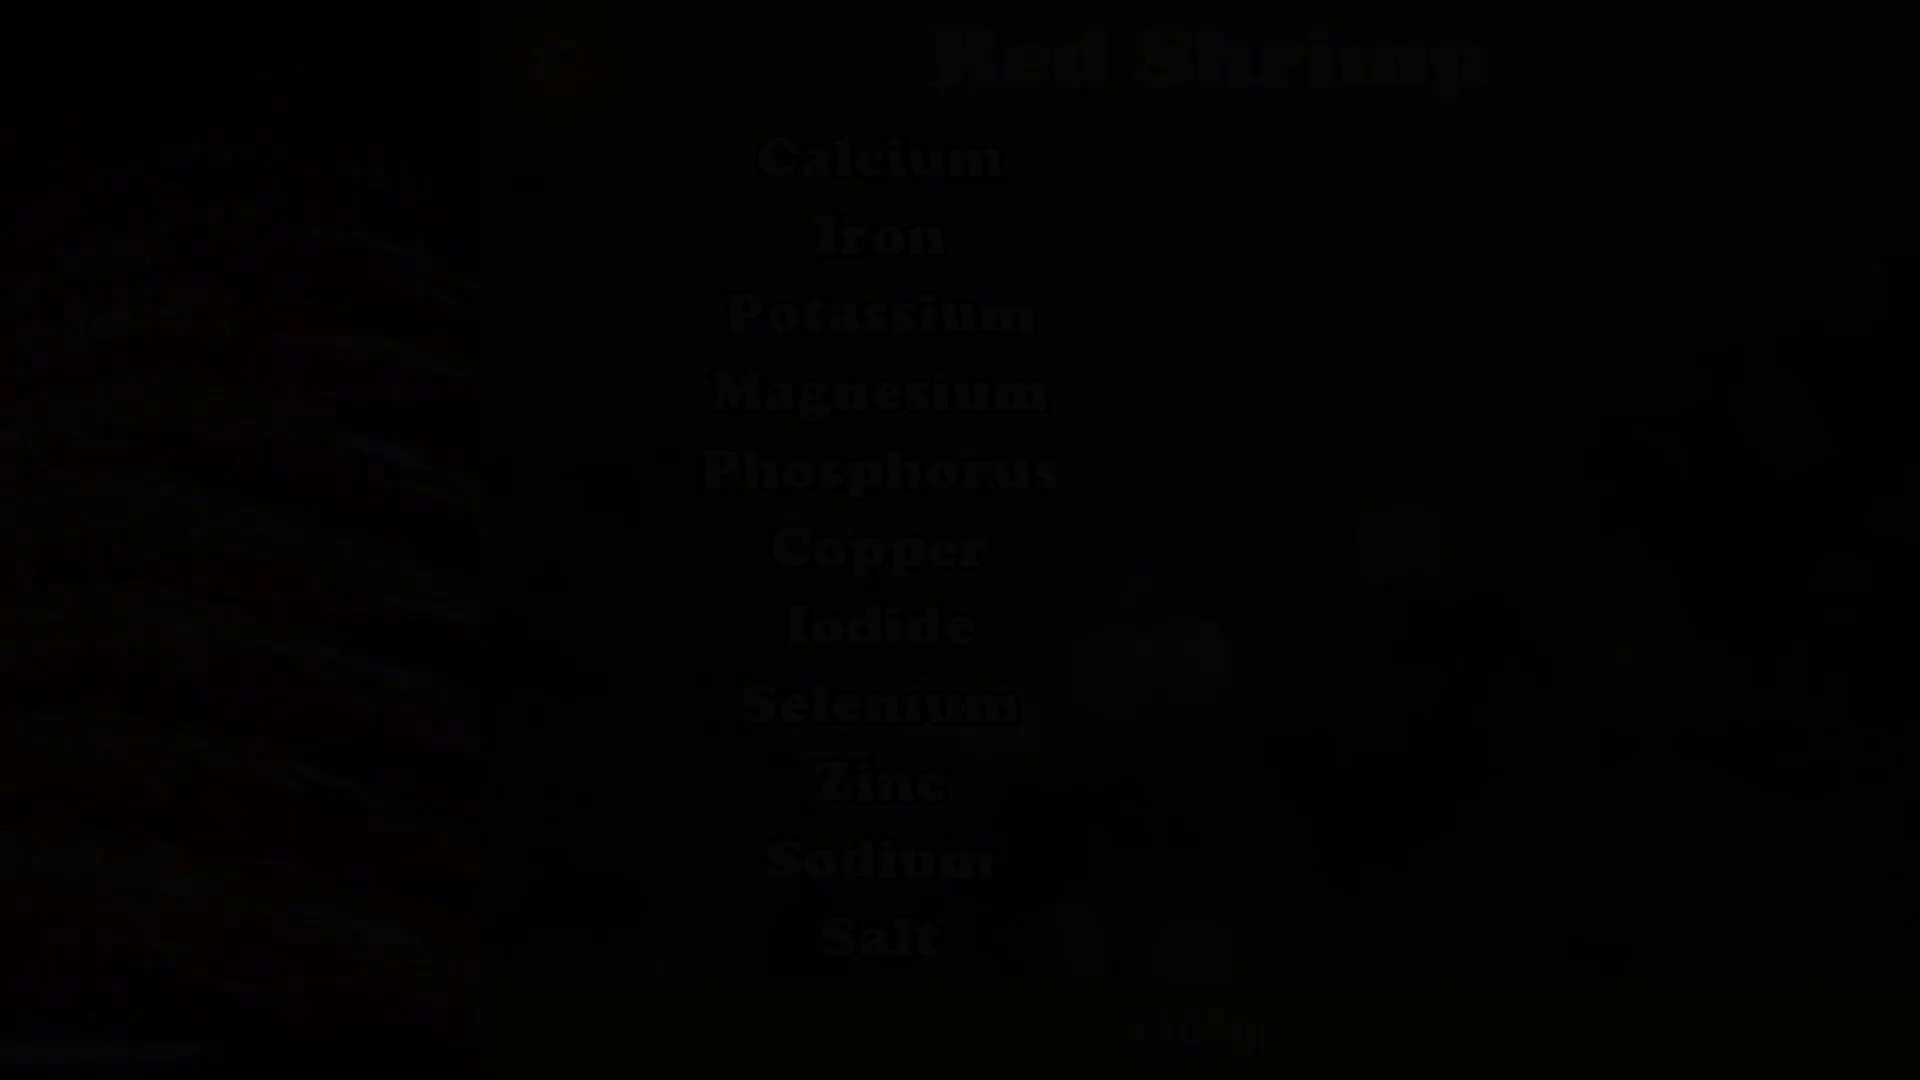 Red Shrimp
Calcium
Iron
Potassium
Magnesium
Phosphorus
Copper
Iodide
Selenium
Zinc
Sodium
Salt